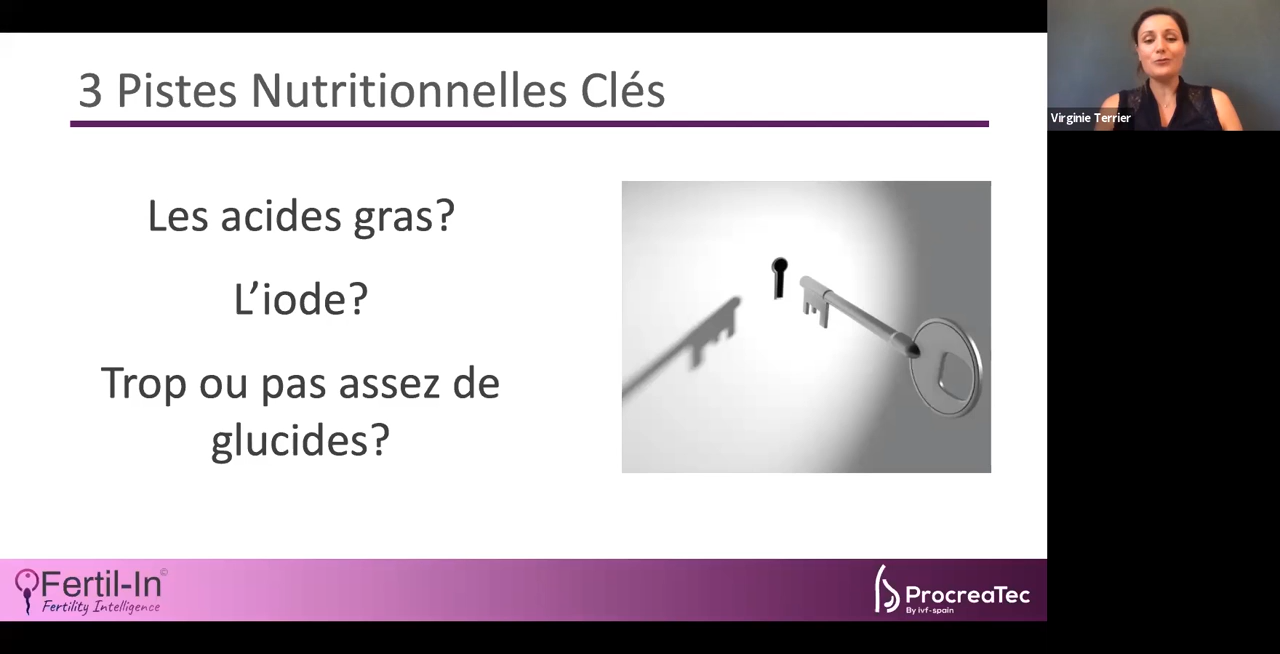 3 Pistes Nutritionnelles Clés
Les acides gras?
L’iode?
Trop ou pas assez de
glucides?
Virginie Terrier
Fertil-In©
Fertility Intelligence
ProcreaTec
By ivf-spain